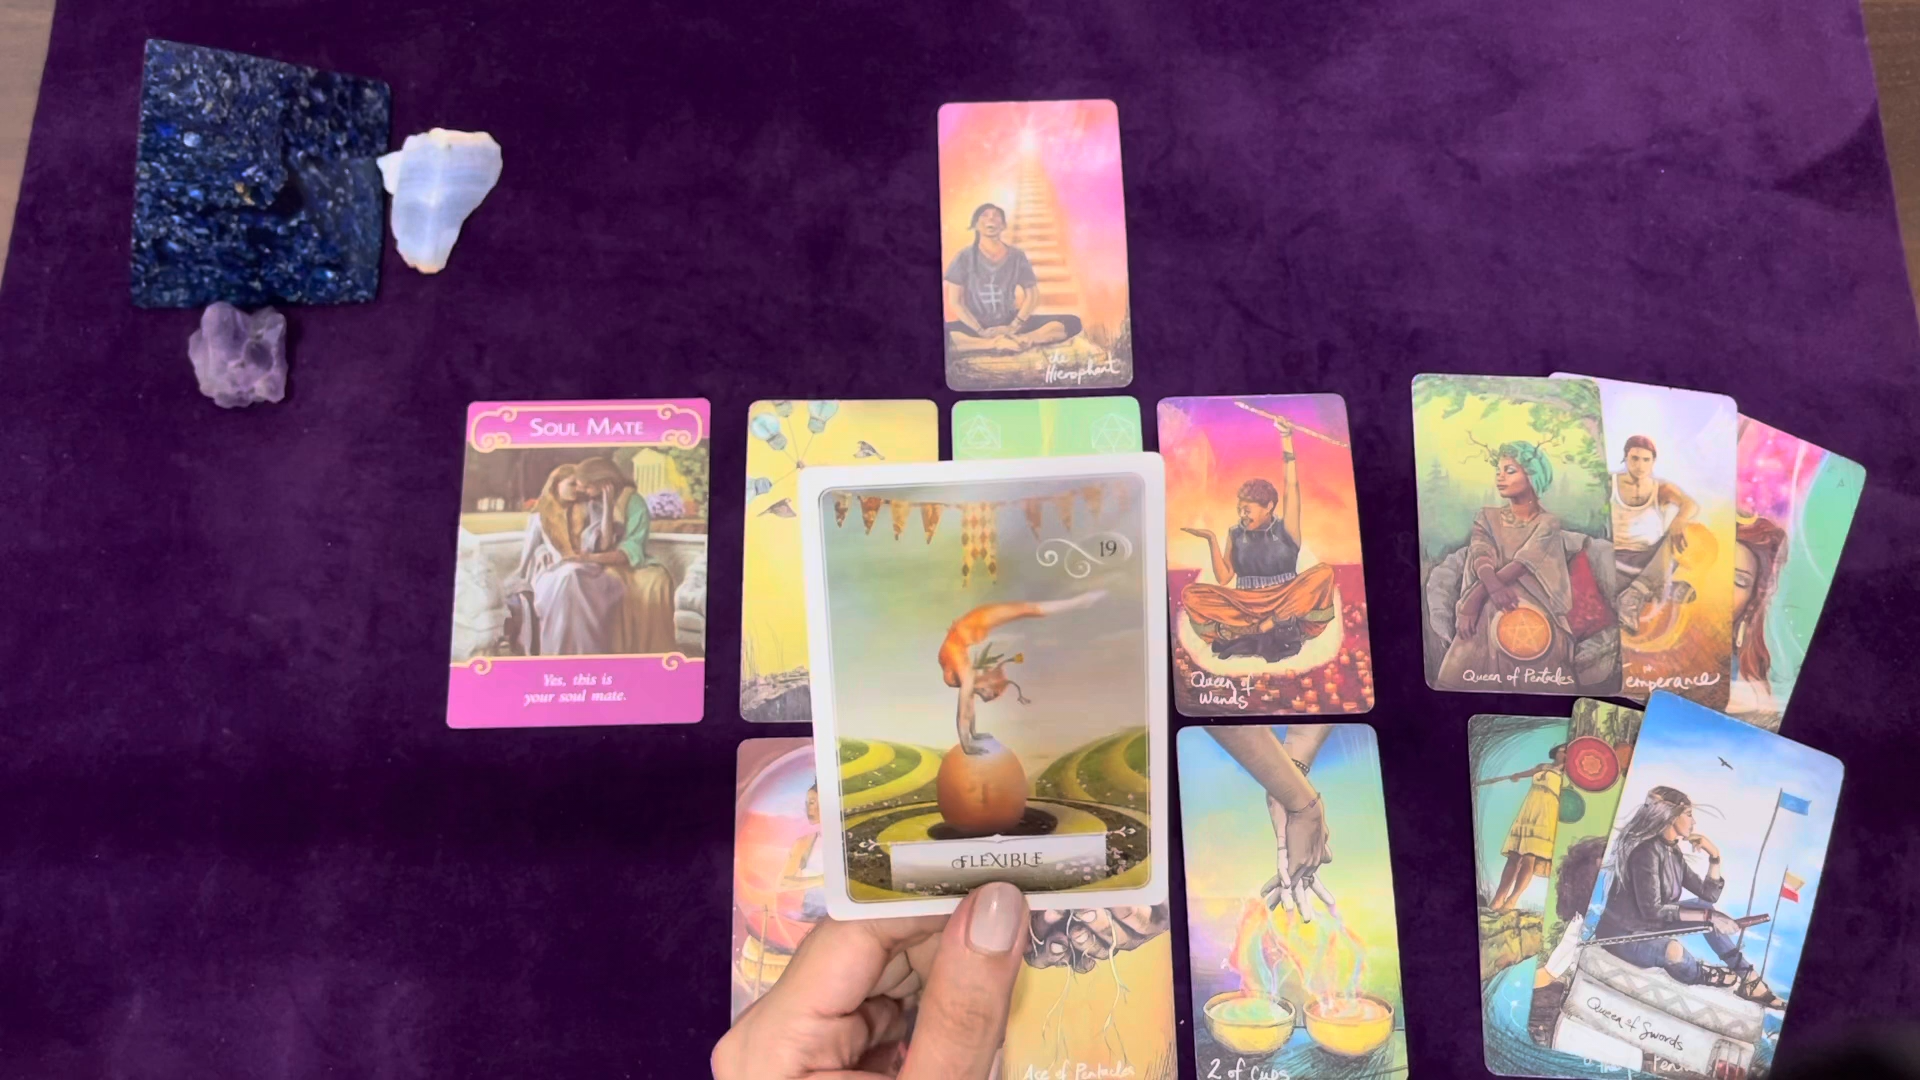 the
Hierophant
SOUL MATE
Yes, this is
your soul mate.
19
FLEXIBLE
Queen of
Wands
Queen of Pentacles
emperance
Ace of Pentacles
2 of cups
Queen of Swords